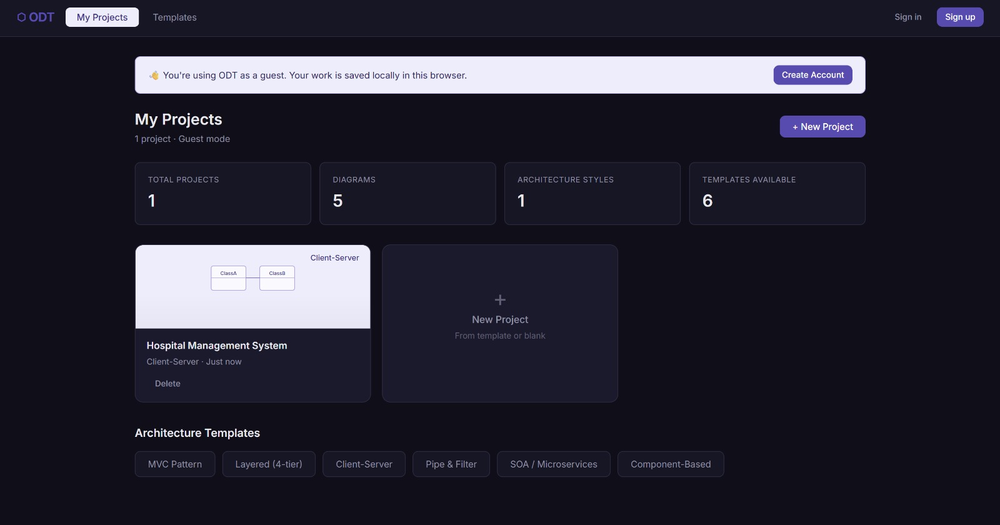 ODT
My Projects
Templates
Sign in
Sign up
You're using ODT as a guest. Your work is saved locally in this browser.
Create Account
My Projects
1 project · Guest mode
+ New Project
TOTAL PROJECTS
1
DIAGRAMS
5
ARCHITECTURE STYLES
1
TEMPLATES AVAILABLE
6
Client-Server
ClassA
ClassB
Hospital Management System
Client-Server · Just now
Delete
+
New Project
From template or blank
Architecture Templates
MVC Pattern
Layered (4-tier)
Client-Server
Pipe & Filter
SOA / Microservices
Component-Based